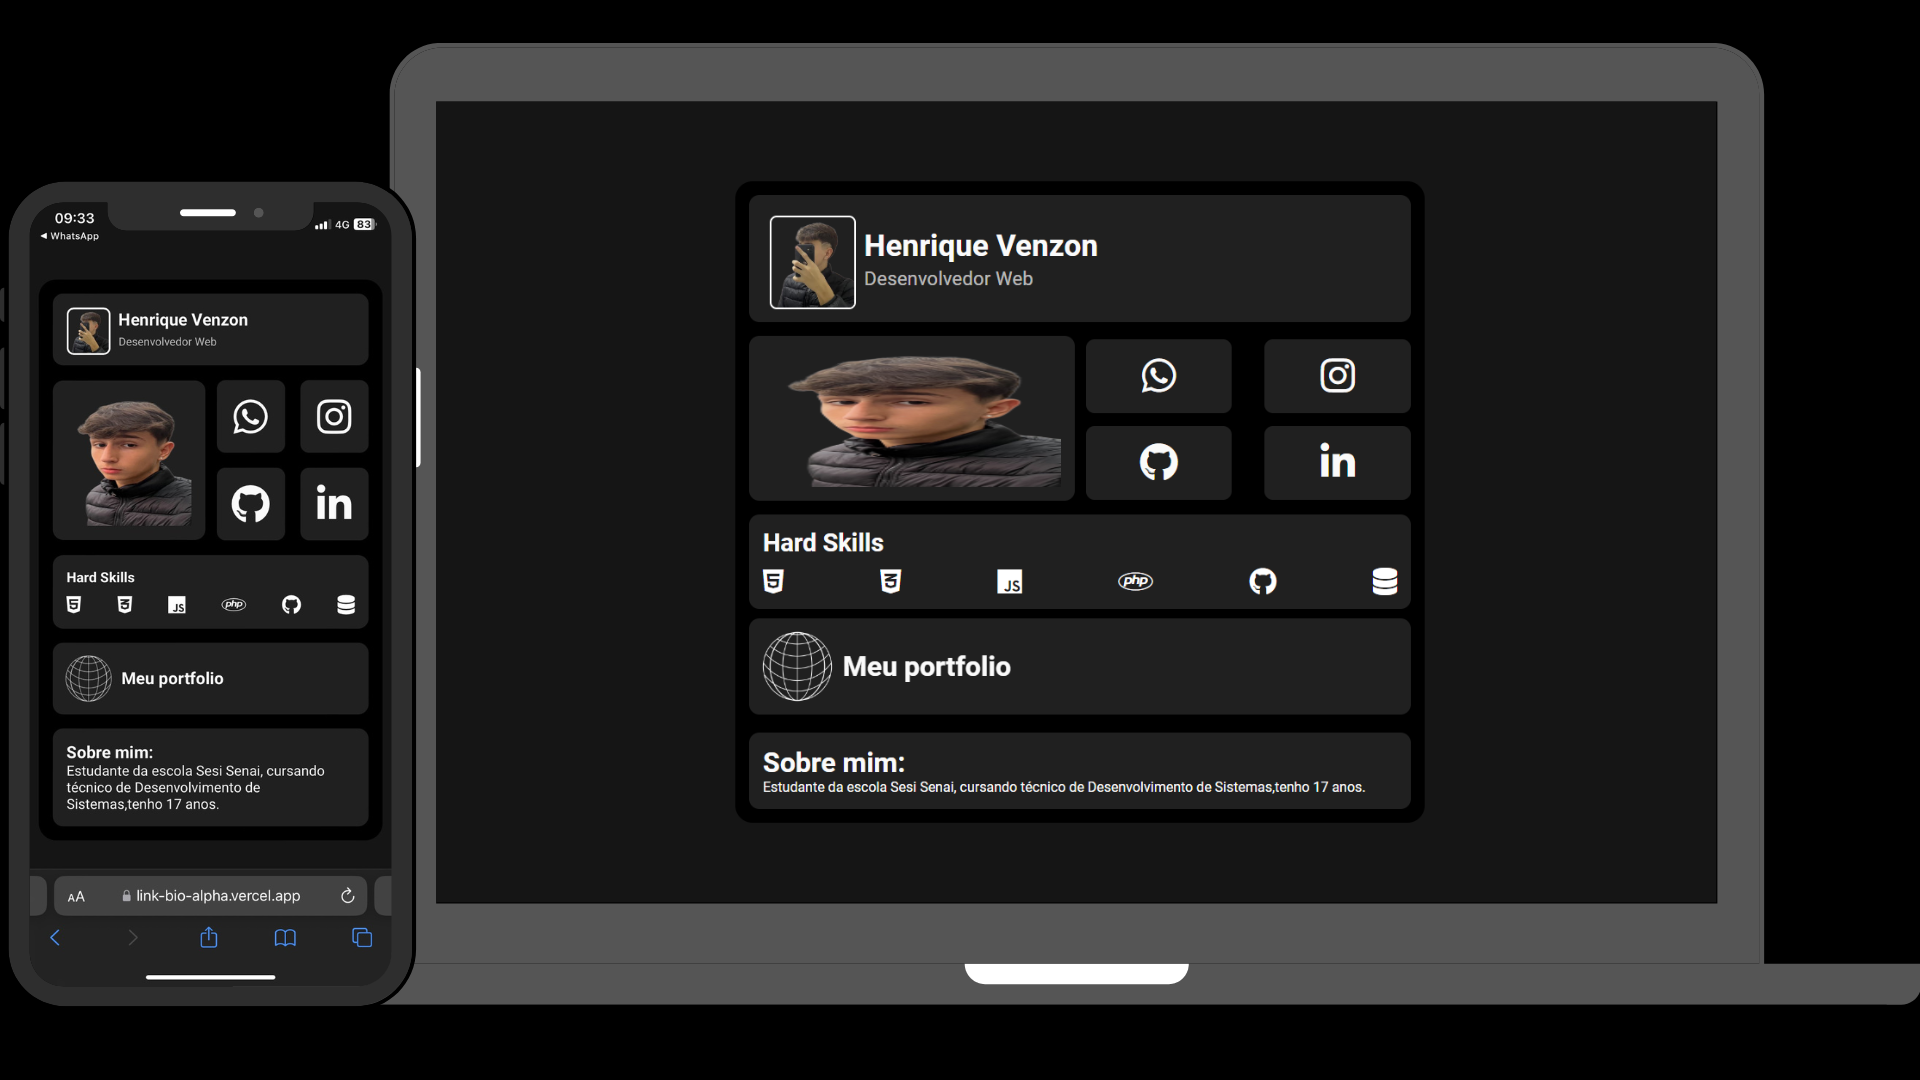 09:33
WhatsApp
4G 83
Henrique Venzon
Desenvolvedor Web
in
Hard Skills
JS
php
Meu portfolio
Sobre mim:
Estudante da escola Sesi Senai, cursando
técnico de Desenvolvimento de
Sistemas,tenho 17 anos.
AA
link-bio-alpha.vercel.app
Henrique Venzon
Desenvolvedor Web
in
Hard Skills
JS
php
Meu portfolio
Sobre mim:
Estudante da escola Sesi Senai, cursando técnico de Desenvolvimento de Sistemas,tenho 17 anos.